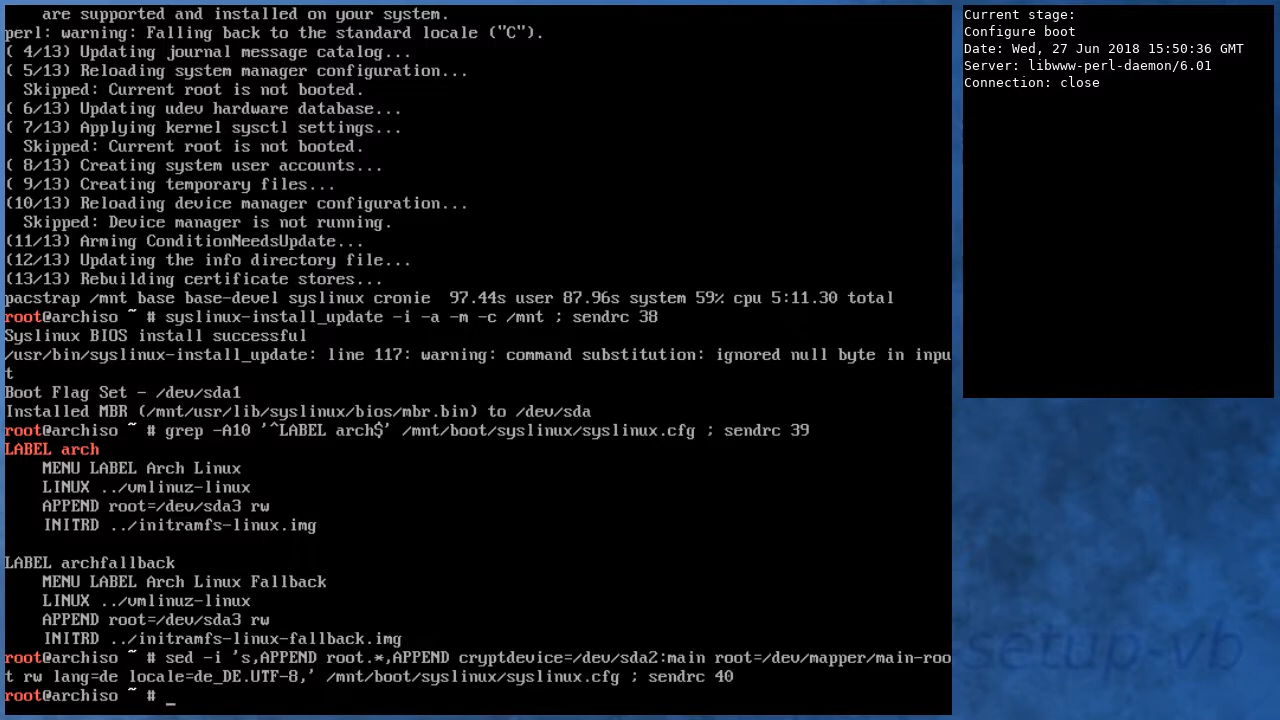 are supported and installed on your system.
perl: warning: Falling back to the standard locale ("C").
( 4/13) Updating journal message catalog...
( 5/13) Reloading system manager configuration...
  Skipped: Current root is not booted.
( 6/13) Updating udev hardware database...
( 7/13) Applying kernel sysctl settings...
  Skipped: Current root is not booted.
( 8/13) Creating system user accounts...
( 9/13) Creating temporary files...
(10/13) Reloading device manager configuration...
  Skipped: Device manager is not running.
(11/13) Arming ConditionNeedsUpdate...
(12/13) Updating the info directory file...
(13/13) Rebuilding certificate stores...
pacstrap /mnt base base-devel syslinux cronie  97.44s user 87.96s system 59% cpu 5:11.30 total
root@archiso ~ # syslinux-install_update -i -a -m -c /mnt ; sendrc 38
Syslinux BIOS install successful
/usr/bin/syslinux-install_update: line 117: warning: command substitution: ignored null byte in inpu
t
Boot Flag Set - /dev/sda1
Installed MBR (/mnt/usr/lib/syslinux/bios/mbr.bin) to /dev/sda
root@archiso ~ # grep -A10 '^LABEL arch$' /mnt/boot/syslinux/syslinux.cfg ; sendrc 39
LABEL arch
    MENU LABEL Arch Linux
    LINUX ../vmlinuz-linux
    APPEND root=/dev/sda3 rw
    INITRD ../initramfs-linux.img

LABEL archfallback
    MENU LABEL Arch Linux Fallback
    LINUX ../vmlinuz-linux
    APPEND root=/dev/sda3 rw
    INITRD ../initramfs-linux-fallback.img
root@archiso ~ # sed -i 's,APPEND root.*,APPEND cryptdevice=/dev/sda2:main root=/dev/mapper/main-roo
t rw lang=de locale=de_DE.UTF-8,' /mnt/boot/syslinux/syslinux.cfg ; sendrc 40
root@archiso ~ # _
Current stage:
Configure boot
Date: Wed, 27 Jun 2018 15:50:36 GMT
Server: libwww-perl-daemon/6.01
Connection: close
setup-vb